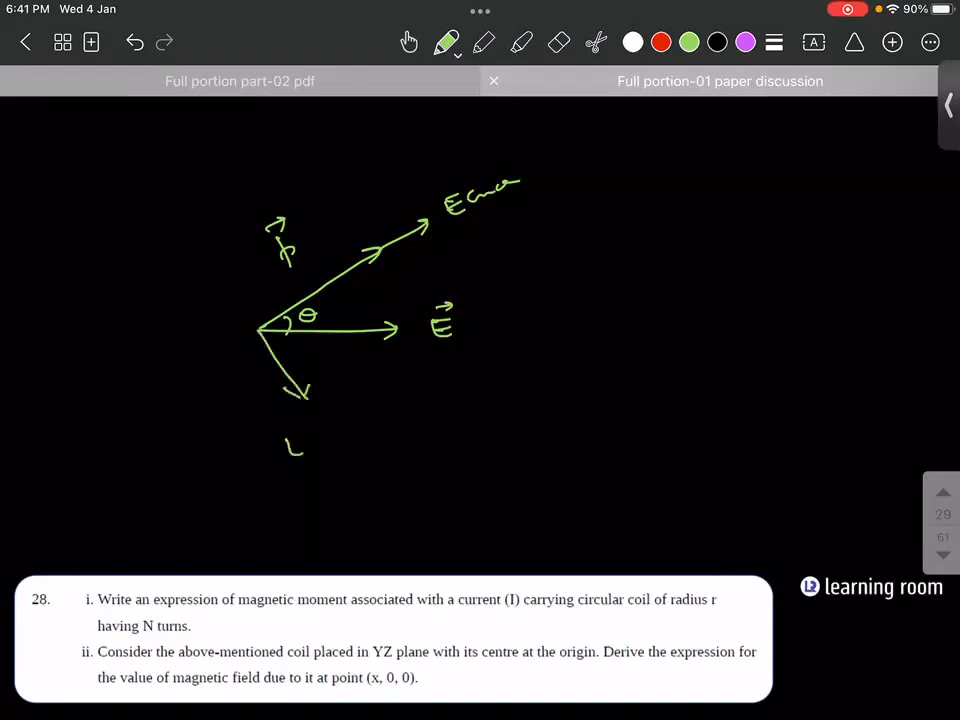 6:41 PM Wed 4 Jan
90%
A
Full portion part-02 pdf
Full portion-01 paper discussion
E cosθ
p
θ
E
29
61
learning room
28. i. Write an expression of magnetic moment associated with a current (I) carrying circular coil of radius r
having N turns.
ii. Consider the above-mentioned coil placed in YZ plane with its centre at the origin. Derive the expression for
the value of magnetic field due to it at point (x, 0, 0).